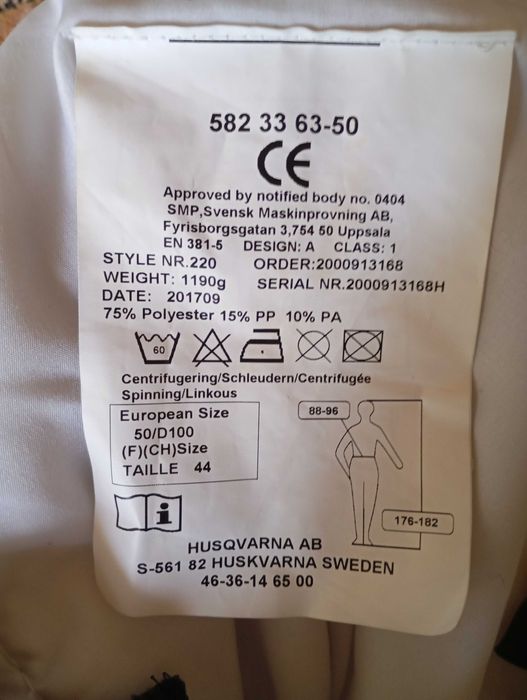 582 33 63-50
CE
Approved by notified body no. 0404
SMP,Svensk Maskinprovning AB,
Fyrisborgsgatan 3,754 50 Uppsala
EN 381-5 DESIGN: A CLASS: 1
STYLE NR.220 ORDER:2000913168
WEIGHT: 1190g SERIAL NR.2000913168H
DATE: 201709
75% Polyester 15% PP 10% PA
60
Centrifugering/Schleudern/Centrifugée
Spinning/Linkous
European Size
50/D100
(F)(CH)Size
TAILLE 44
88-96
176-182
i
HUSQVARNA AB
S-561 82 HUSKVARNA SWEDEN
46-36-14 65 00